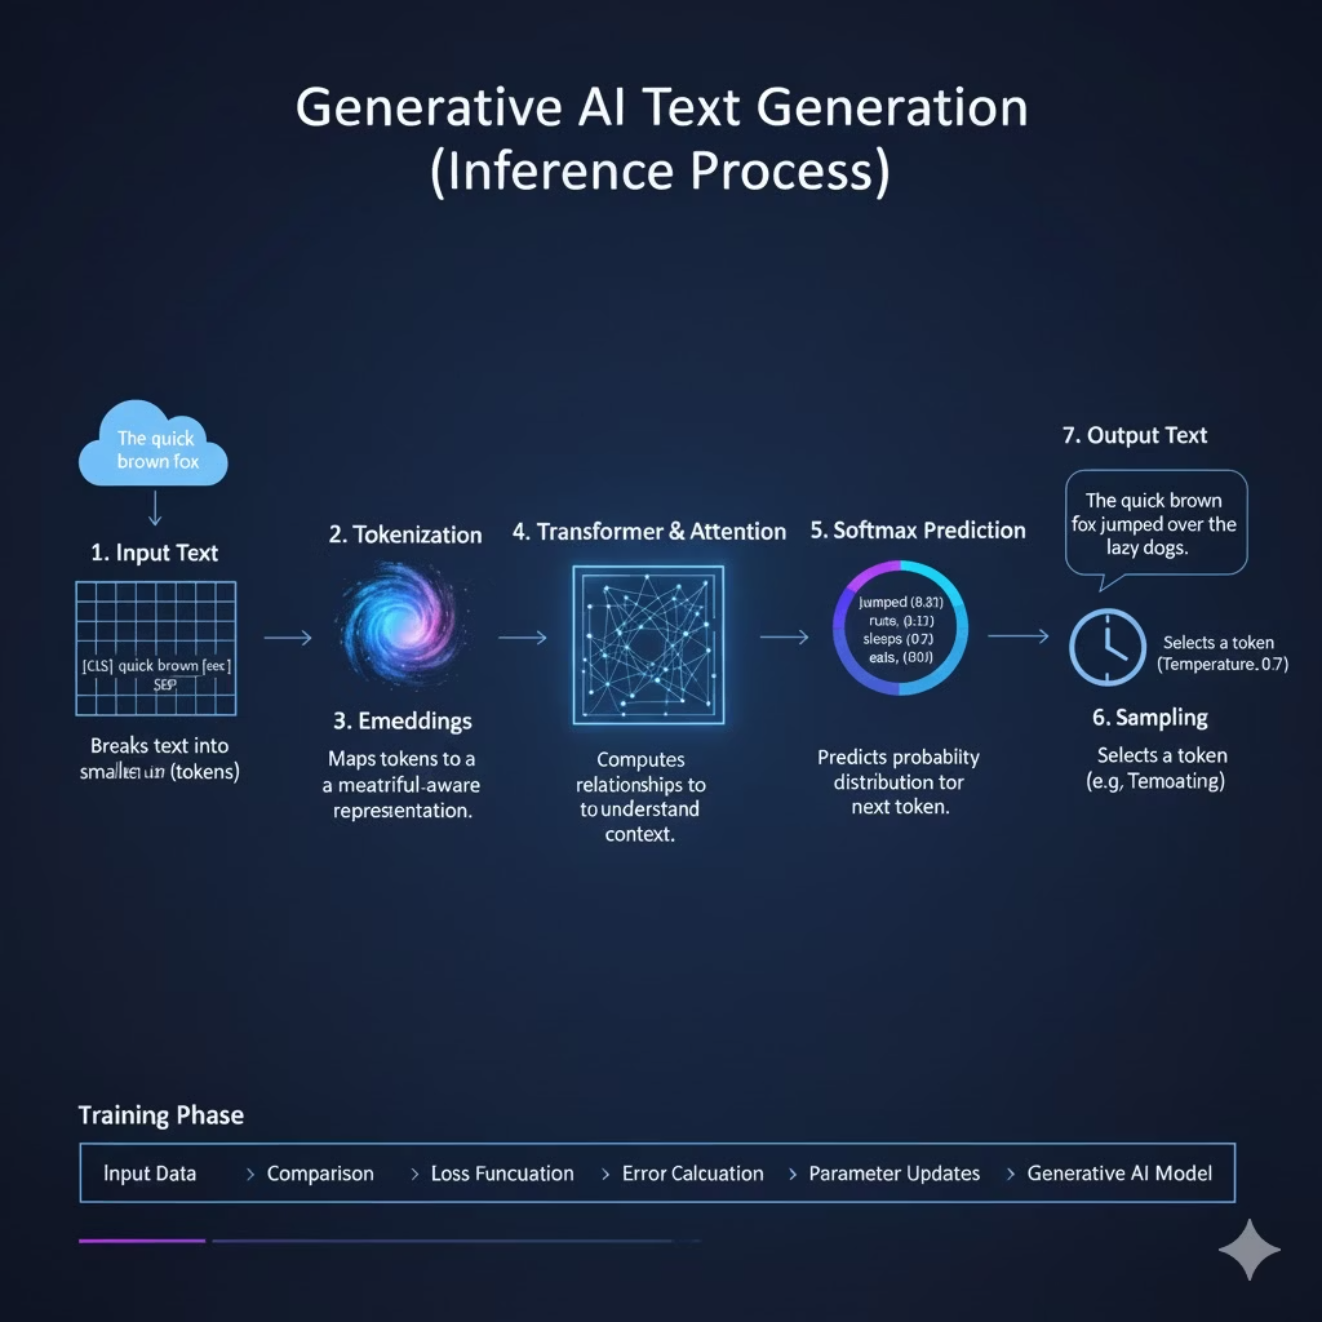 Generative AI Text Generation
(Inference Process)
The quick
brown fox
1. Input Text
[CLS] quick brown
SEP
Breaks text into
(tokens)
2. Tokenization
3. Emeddings
Maps tokens to a
a meatriful-aware
representation.
4. Transformer & Attention
Computes
relationships to
to understand
context.
5. Softmax Prediction
jumped
sleeps
Predicts probabiity
distribution tor
next token.
7. Output Text
The quick brown
fox jumped over the
lazy dogs.
Selects a token
(Temperature.0.7)
6. Sampling
Selects a token
(e.g, Temoating)
Training Phase
Input Data > Comparison > Loss Funcuation > Error Calcuation > Parameter Updates > Generative AI Model